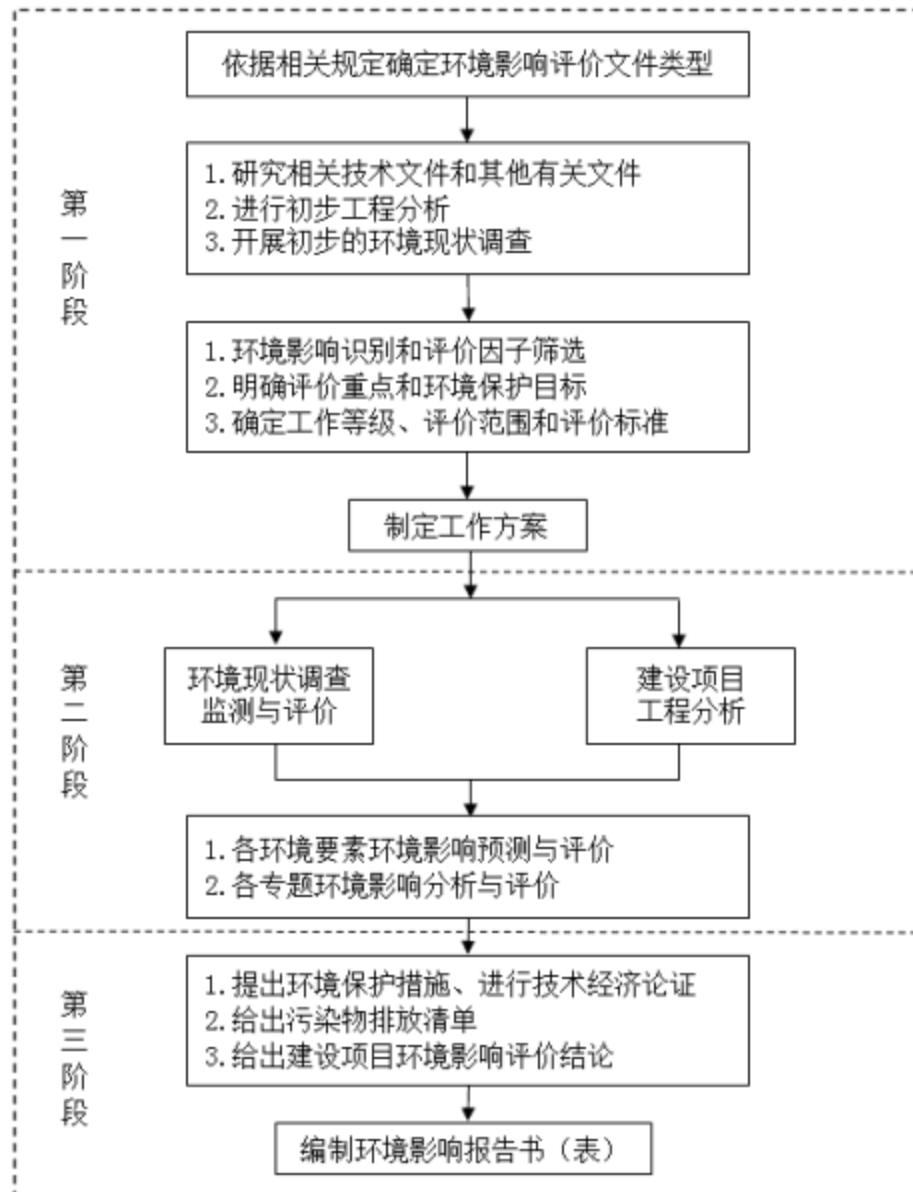 第一阶段
依据相关规定确定环境影响评价文件类型
1.研究相关技术文件和其他有关文件
2.进行初步工程分析
3.开展初步的环境现状调查
1.环境影响识别和评价因子筛选
2.明确评价重点和环境保护目标
3.确定工作等级、评价范围和评价标准
制定工作方案
第二阶段
环境现状调查
监测与评价
建设项目
工程分析
1.各环境要素环境影响预测与评价
2.各专题环境影响分析与评价
第三阶段
1.提出环境保护措施、进行技术经济论证
2.给出污染物排放清单
3.给出建设项目环境影响评价结论
编制环境影响报告书（表）